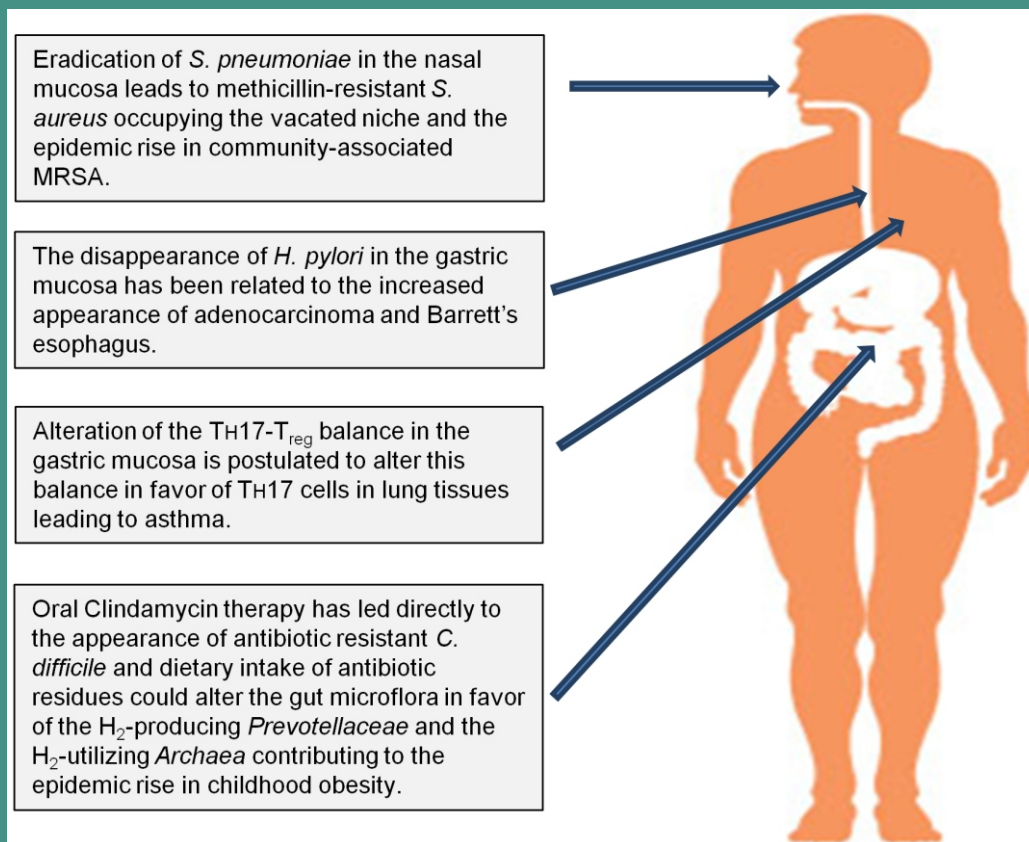 Eradication of S. pneumoniae in the nasal
mucosa leads to methicillin-resistant S.
aureus occupying the vacated niche and the
epidemic rise in community-associated
MRSA.
The disappearance of H. pylori in the gastric
mucosa has been related to the increased
appearance of adenocarcinoma and Barrett’s
esophagus.
Alteration of the TH17-Treg balance in the
gastric mucosa is postulated to alter this
balance in favor of TH17 cells in lung tissues
leading to asthma.
Oral Clindamycin therapy has led directly to
the appearance of antibiotic resistant C.
difficile and dietary intake of antibiotic
residues could alter the gut microflora in favor
of the H2-producing Prevotellaceae and the
H2-utilizing Archaea contributing to the
epidemic rise in childhood obesity.